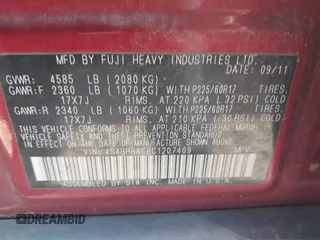 MFD BY FUJI HEAVY INDUSTRIES LTD.
DATE: 09/11
GVWR: 4585 LB (2080 KG)
GAWR:F 2360 LB (1070 KG) WITH P225/60R17 TIRES,
17X7J RIMS, AT 220 KPA (32 PSI) COLD
GAWR:R 2340 LB (1060 KG) WITH P225/60R17 TIRES,
17X7J RIMS, AT 210 KPA (30 PSI) COLD
THIS VEHICLE CONFORMS TO ALL APPLICABLE
FEDERAL MOTOR VEHICLE SAFETY, BUMPER, AND THEFT
PREVENTION STANDARDS IN EFFECT ON THE DATE OF
MANUFACTURE SHOWN ABOVE.
VIN: 4S4BRBAC8C1207409 MPV
ASSEMBLED BY SIA INC. MADE IN U.S.A.
© DREAMBID